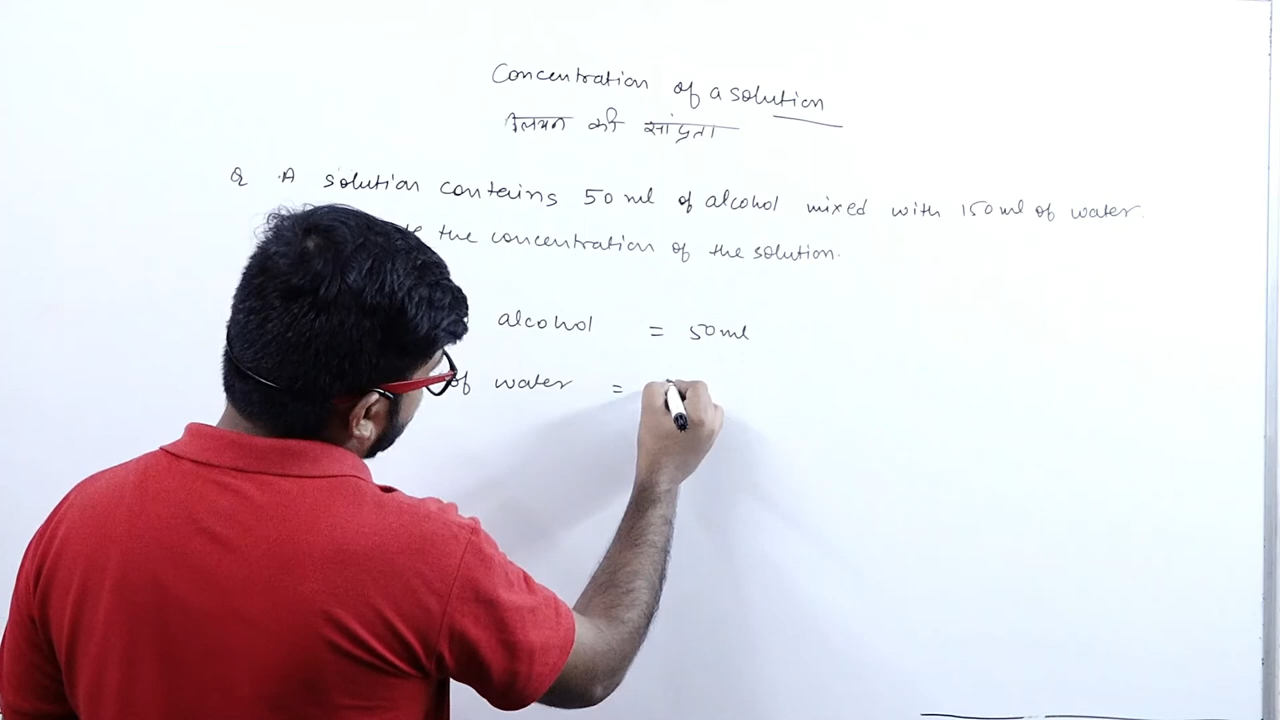 Concentration of a solution
विलयन की सांद्रता
Q. A solution contains 50 ml of alcohol mixed with 150 ml of water.
the concentration of the solution.
alcohol = 50 ml
of water =